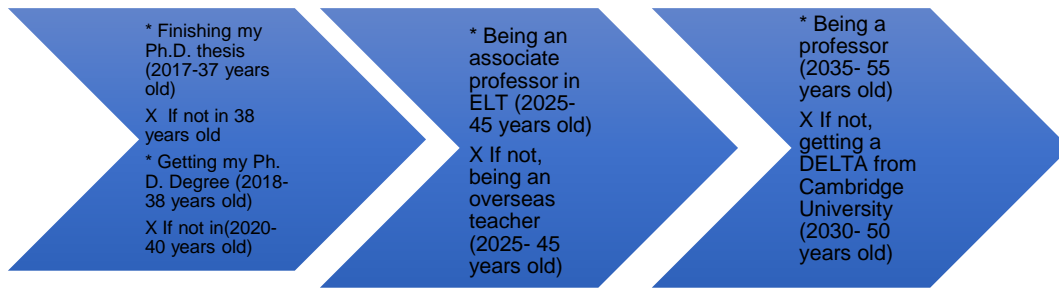 * Finishing my
Ph.D. thesis
(2017-37 years
old)
X  If not in 38
years old
* Getting my Ph.
D. Degree (2018-
38 years old)
X If not in(2020-
40 years old)
* Being an
associate
professor in
ELT (2025-
45 years old)
X If not,
being an
overseas
teacher
(2025- 45
years old)
* Being a
professor
(2035- 55
years old)
X If not,
getting a
DELTA from
Cambridge
University
(2030- 50
years old)